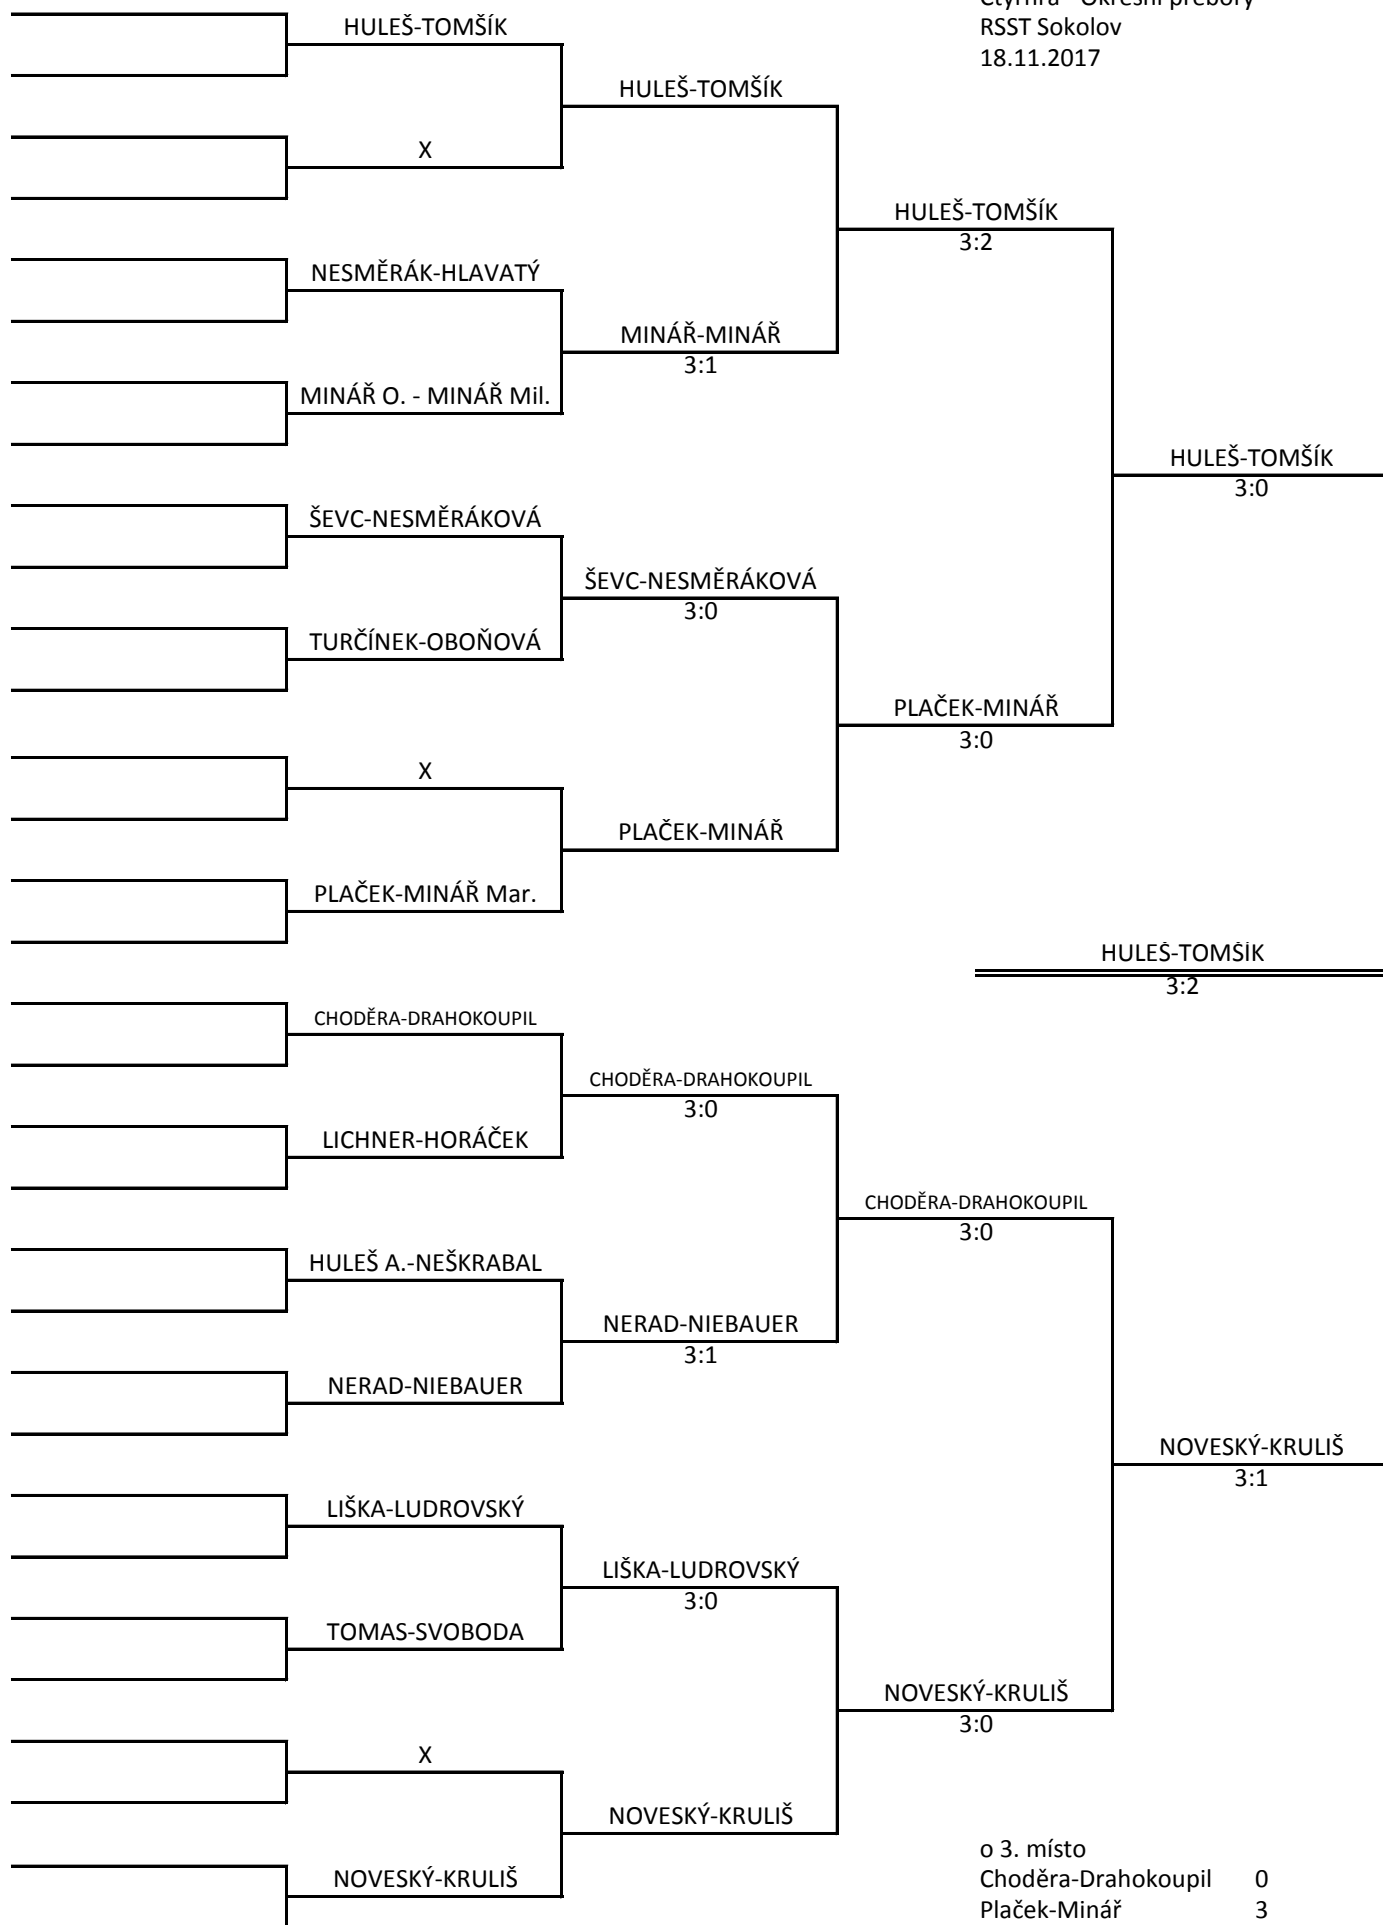 Čtyřhra - Okresní přebory
RSST Sokolov
18.11.2017
HULEŠ-TOMŠÍK
HULEŠ-TOMŠÍK
X
HULEŠ-TOMŠÍK
3:2
NESMĚRÁK-HLAVATÝ
MINÁŘ-MINÁŘ
3:1
MINÁŘ O. - MINÁŘ Mil.
HULEŠ-TOMŠÍK
3:0
ŠEVC-NESMĚRÁKOVÁ
ŠEVC-NESMĚRÁKOVÁ
3:0
TURČÍNEK-OBOŇOVÁ
PLAČEK-MINÁŘ
3:0
X
PLAČEK-MINÁŘ
PLAČEK-MINÁŘ Mar.
HULEŠ-TOMŠÍK
3:2
CHODĚRA-DRAHOKOUPIL
CHODĚRA-DRAHOKOUPIL
3:0
LICHNER-HORÁČEK
CHODĚRA-DRAHOKOUPIL
3:0
HULEŠ A.-NEŠKRABAL
NERAD-NIEBAUER
3:1
NERAD-NIEBAUER
NOVESKÝ-KRULIŠ
3:1
LIŠKA-LUDROVSKÝ
LIŠKA-LUDROVSKÝ
3:0
TOMAS-SVOBODA
NOVESKÝ-KRULIŠ
3:0
X
NOVESKÝ-KRULIŠ
NOVESKÝ-KRULIŠ
o 3. místo
Choděra-Drahokoupil 0
Plaček-Minář 3